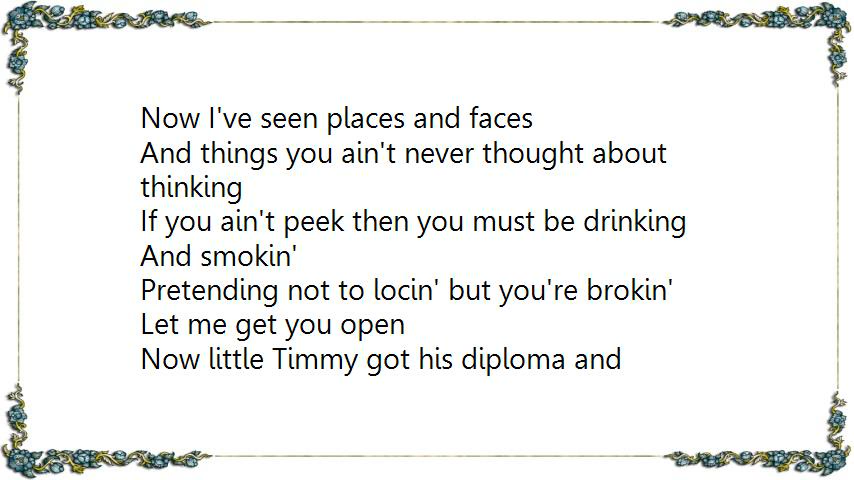 Now I've seen places and faces
And things you ain't never thought about
thinking
If you ain't peek then you must be drinking
And smokin'
Pretending not to locin' but you're brokin'
Let me get you open
Now little Timmy got his diploma and